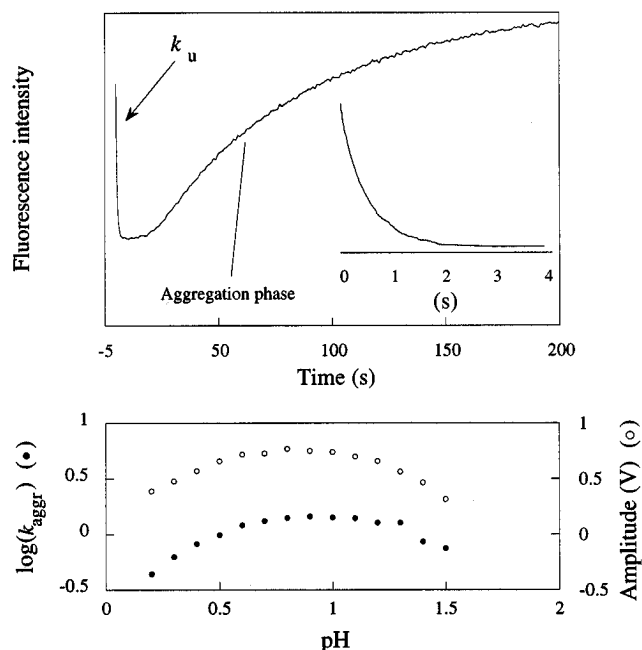 Fluorescence intensity
k u
Aggregation phase
0 1 2 3 4
(s)
-5 50 100 150 200
Time (s)
log(k aggr) (●)
1
0.5
0
-0.5
1
0.5
0
-0.5
Amplitude (V) (○)
0 0.5 1 1.5 2
pH